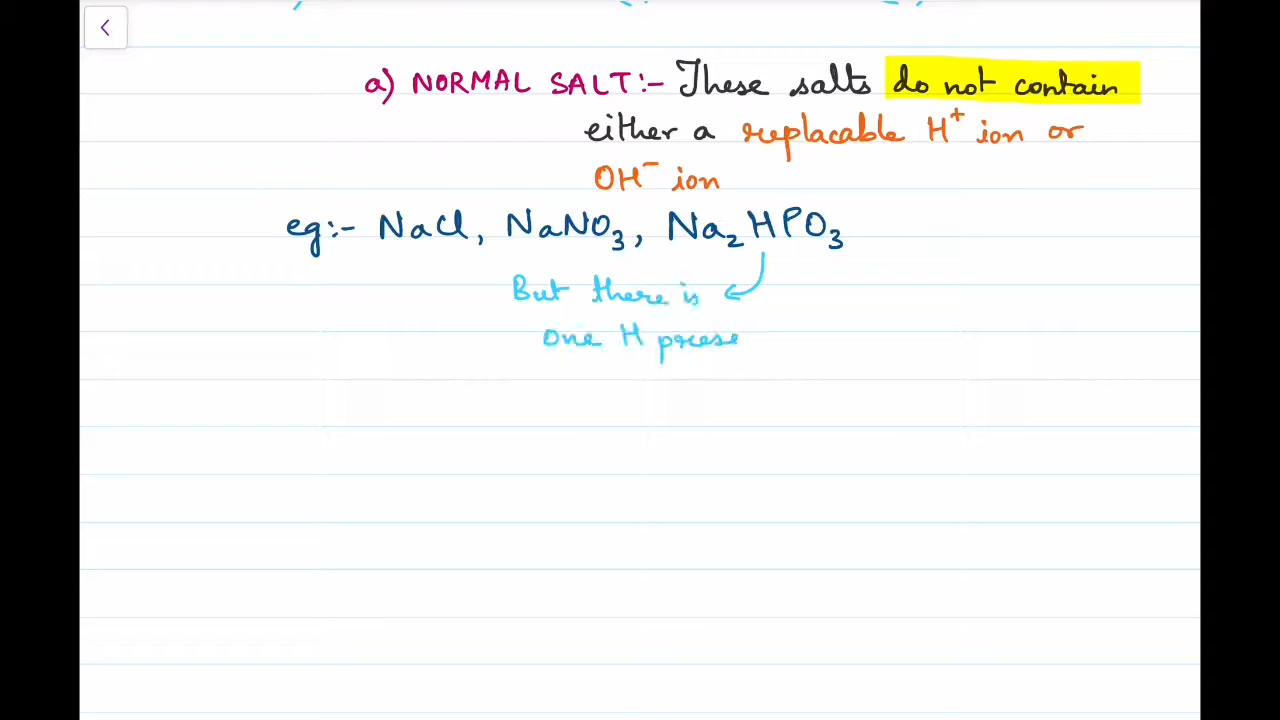 a) NORMAL SALT:- These salts do not contain
either a replacable H⁺ ion or
OH⁻ ion
eg:- NaCl, NaNO₃, Na₂HPO₃
But there is
one H prese